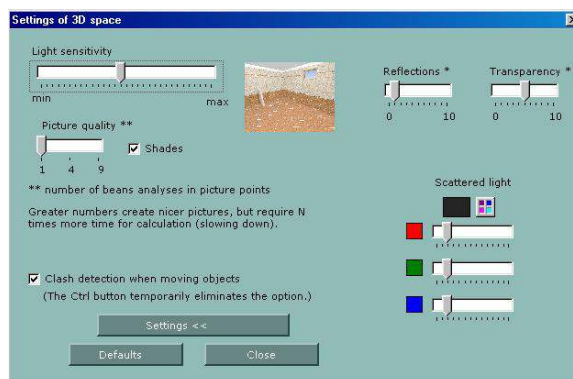 Settings of 3D space
Light sensitivity
min max
Reflections * Transparency *
0 10 0 10
Picture quality **
Shades
1 4 9
** number of beans analyses in picture points
Greater numbers create nicer pictures, but require N
times more time for calculation (slowing down).
Scattered light
Clash detection when moving objects
(The Ctrl button temporarily eliminates the option.)
Settings <<
Defaults Close